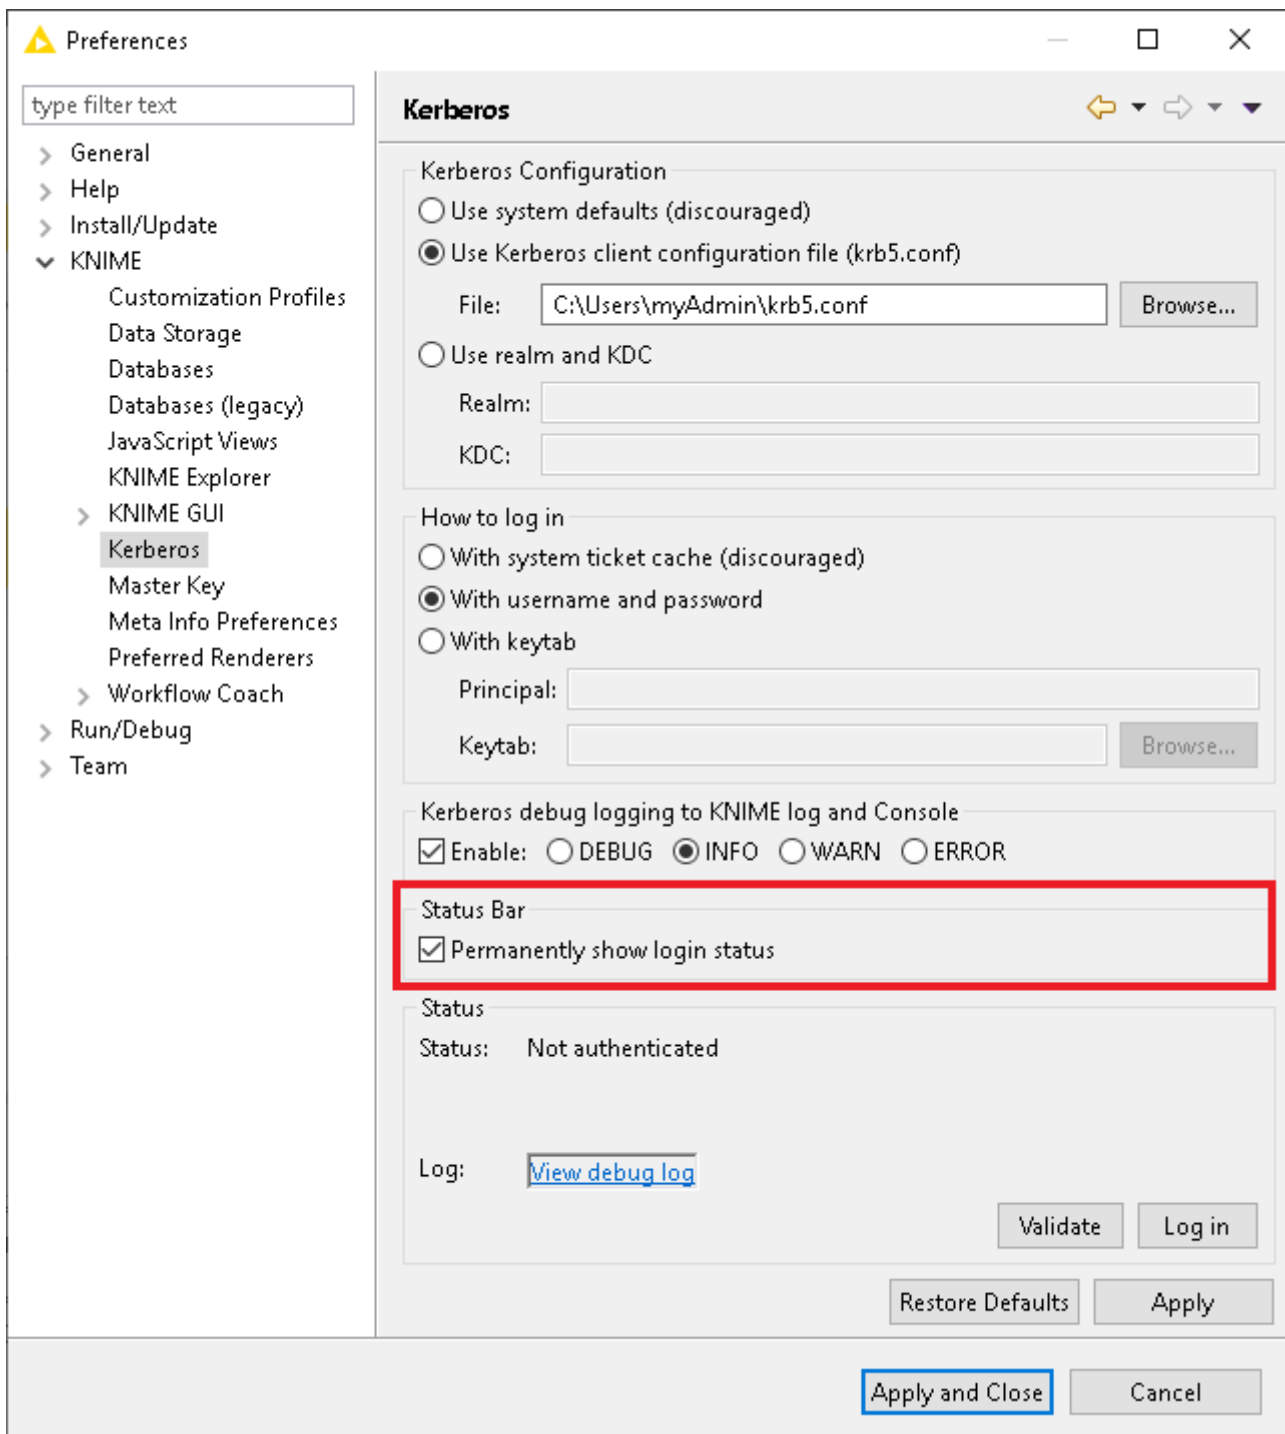 Preferences
type filter text
General
Help
Install/Update
KNIME
Customization Profiles
Data Storage
Databases
Databases (legacy)
JavaScript Views
KNIME Explorer
KNIME GUI
Kerberos
Master Key
Meta Info Preferences
Preferred Renderers
Workflow Coach
Run/Debug
Team
Kerberos
Kerberos Configuration
Use system defaults (discouraged)
Use Kerberos client configuration file (krb5.conf)
File: C:\Users\myAdmin\krb5.conf Browse...
Use realm and KDC
Realm:
KDC:
How to log in
With system ticket cache (discouraged)
With username and password
With keytab
Principal:
Keytab: Browse...
Kerberos debug logging to KNIME log and Console
Enable: DEBUG INFO WARN ERROR
Status Bar
Permanently show login status
Status
Status: Not authenticated
Log: View debug log
Validate Log in
Restore Defaults Apply
Apply and Close Cancel